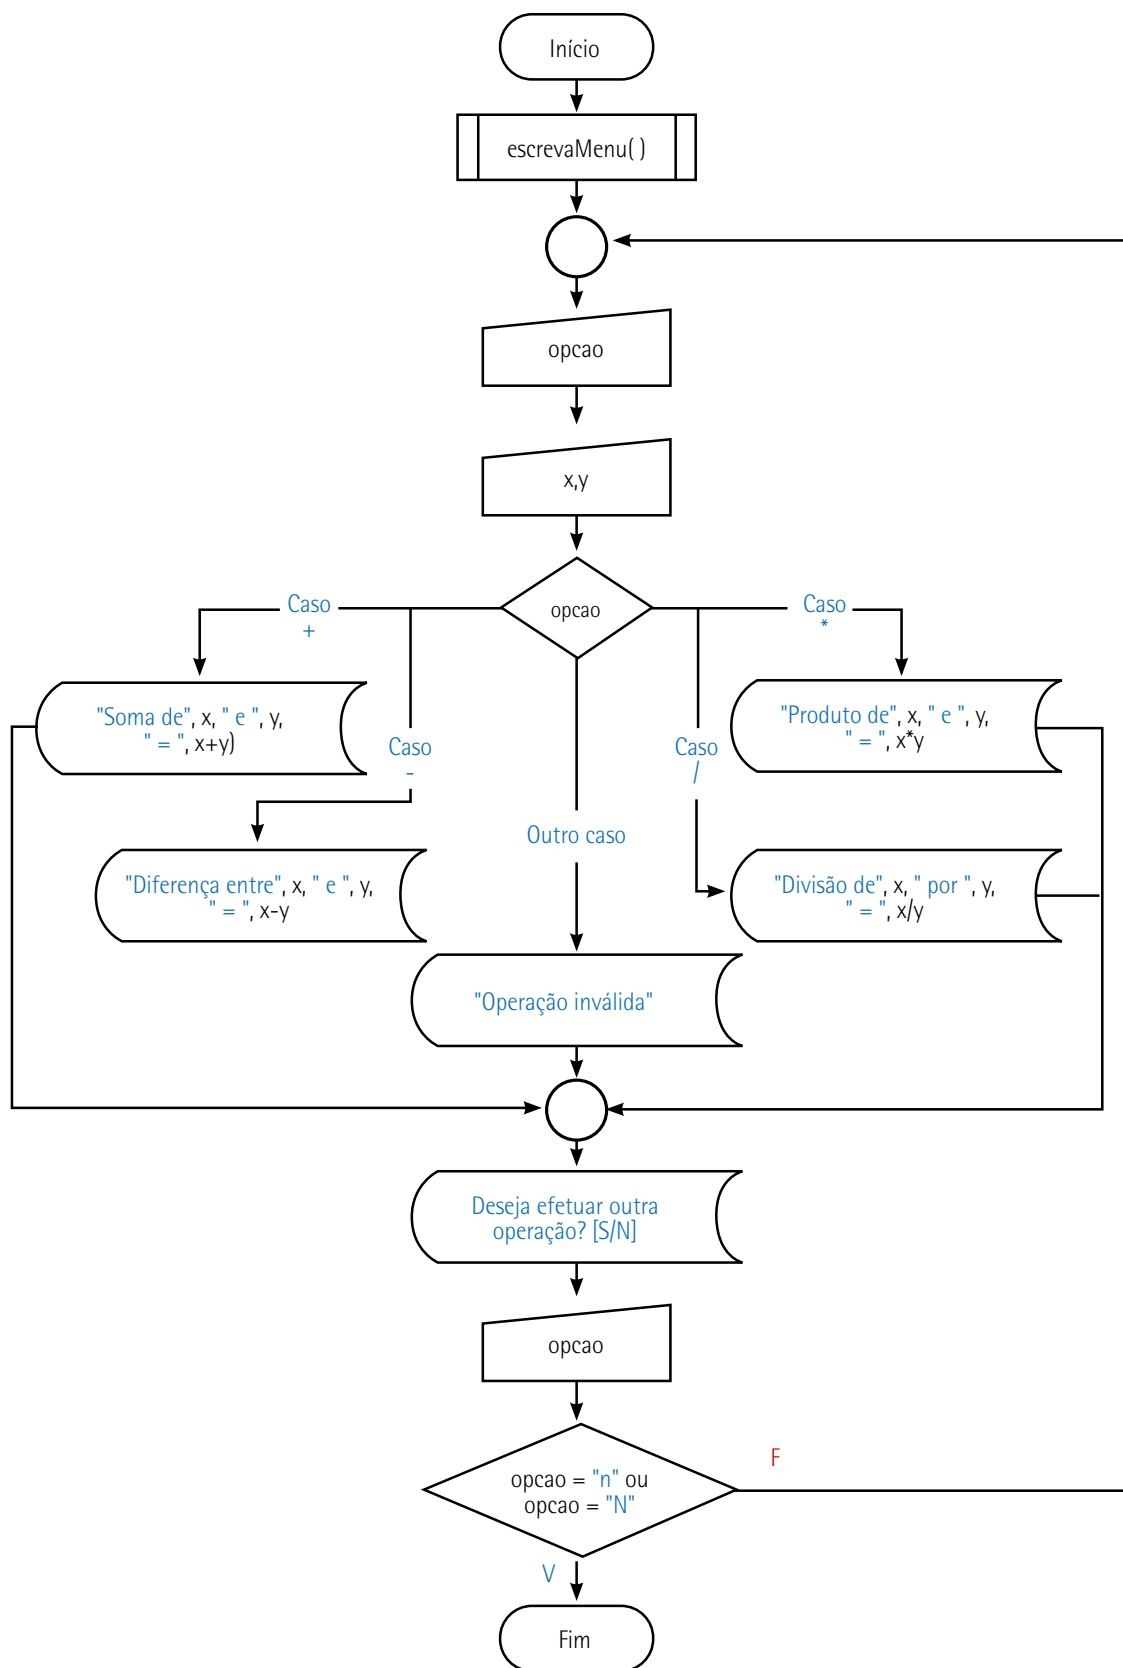 Início
escrevaMenu( )
opcao
x,y
opcao
Caso
+
Caso
*
"Soma de", x, " e ", y,
" = ", x+y)
Caso
-
Caso
/
"Produto de", x, " e ", y,
" = ", x*y
Outro caso
"Diferença entre", x, " e ", y,
" = ", x-y
"Divisão de", x, " por ", y,
" = ", x/y
"Operação inválida"
Deseja efetuar outra
operação? [S/N]
opcao
F
opcao = "n" ou
opcao = "N"
V
Fim